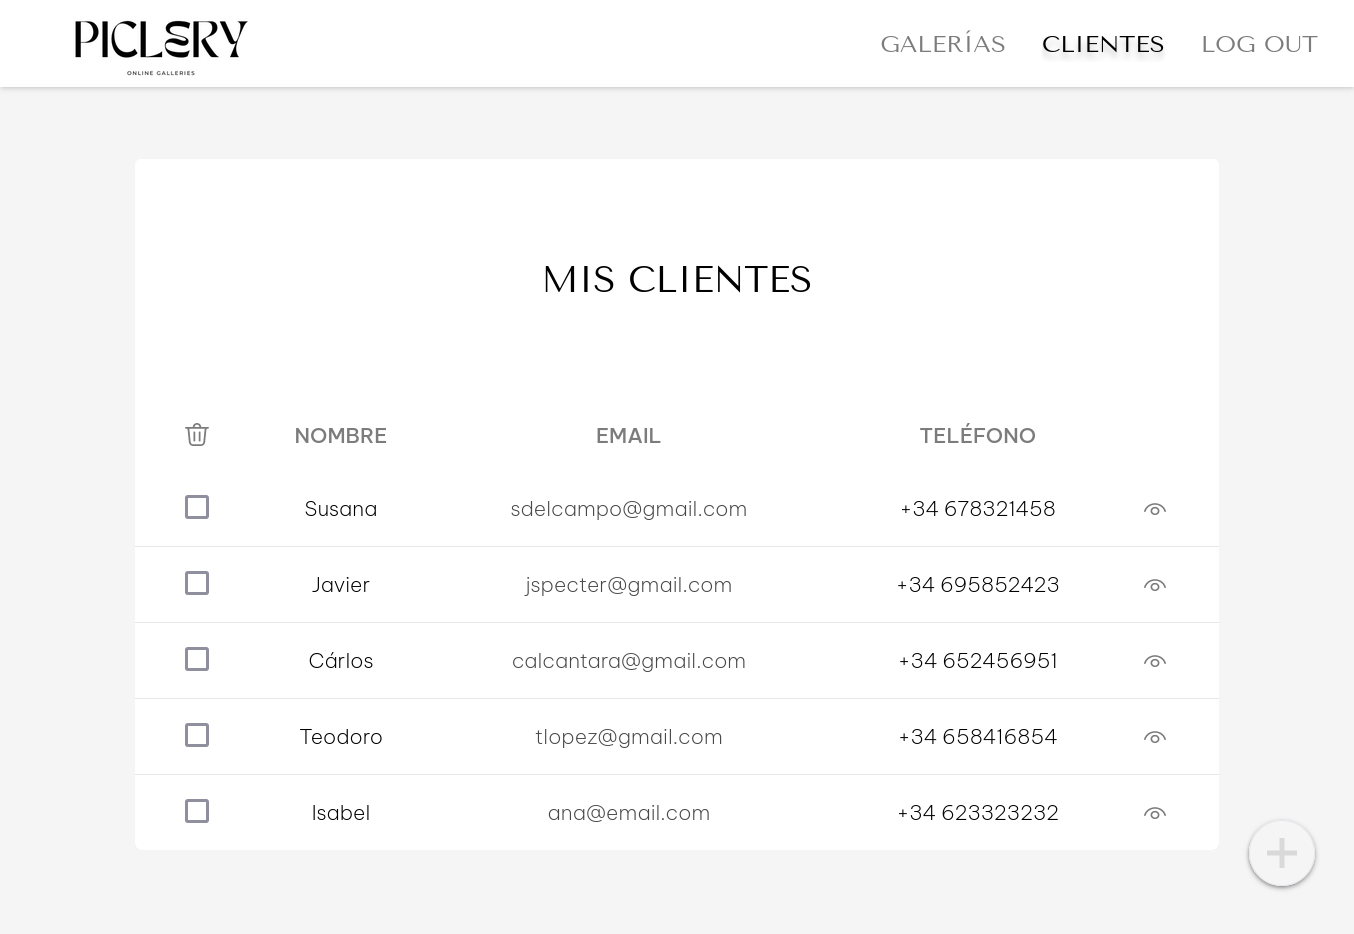 PICLERY
ONLINE GALLERIES
GALERÍAS CLIENTES LOG OUT
MIS CLIENTES
NOMBRE EMAIL TELÉFONO
Susana sdelcampo@gmail.com +34 678321458
Javier jspecter@gmail.com +34 695852423
Cárlos calcantara@gmail.com +34 652456951
Teodoro tlopez@gmail.com +34 658416854
Isabel ana@email.com +34 623323232